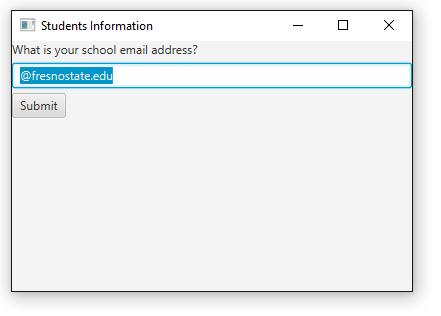 Students Information
What is your school email address?
@fresnostate.edu
Submit